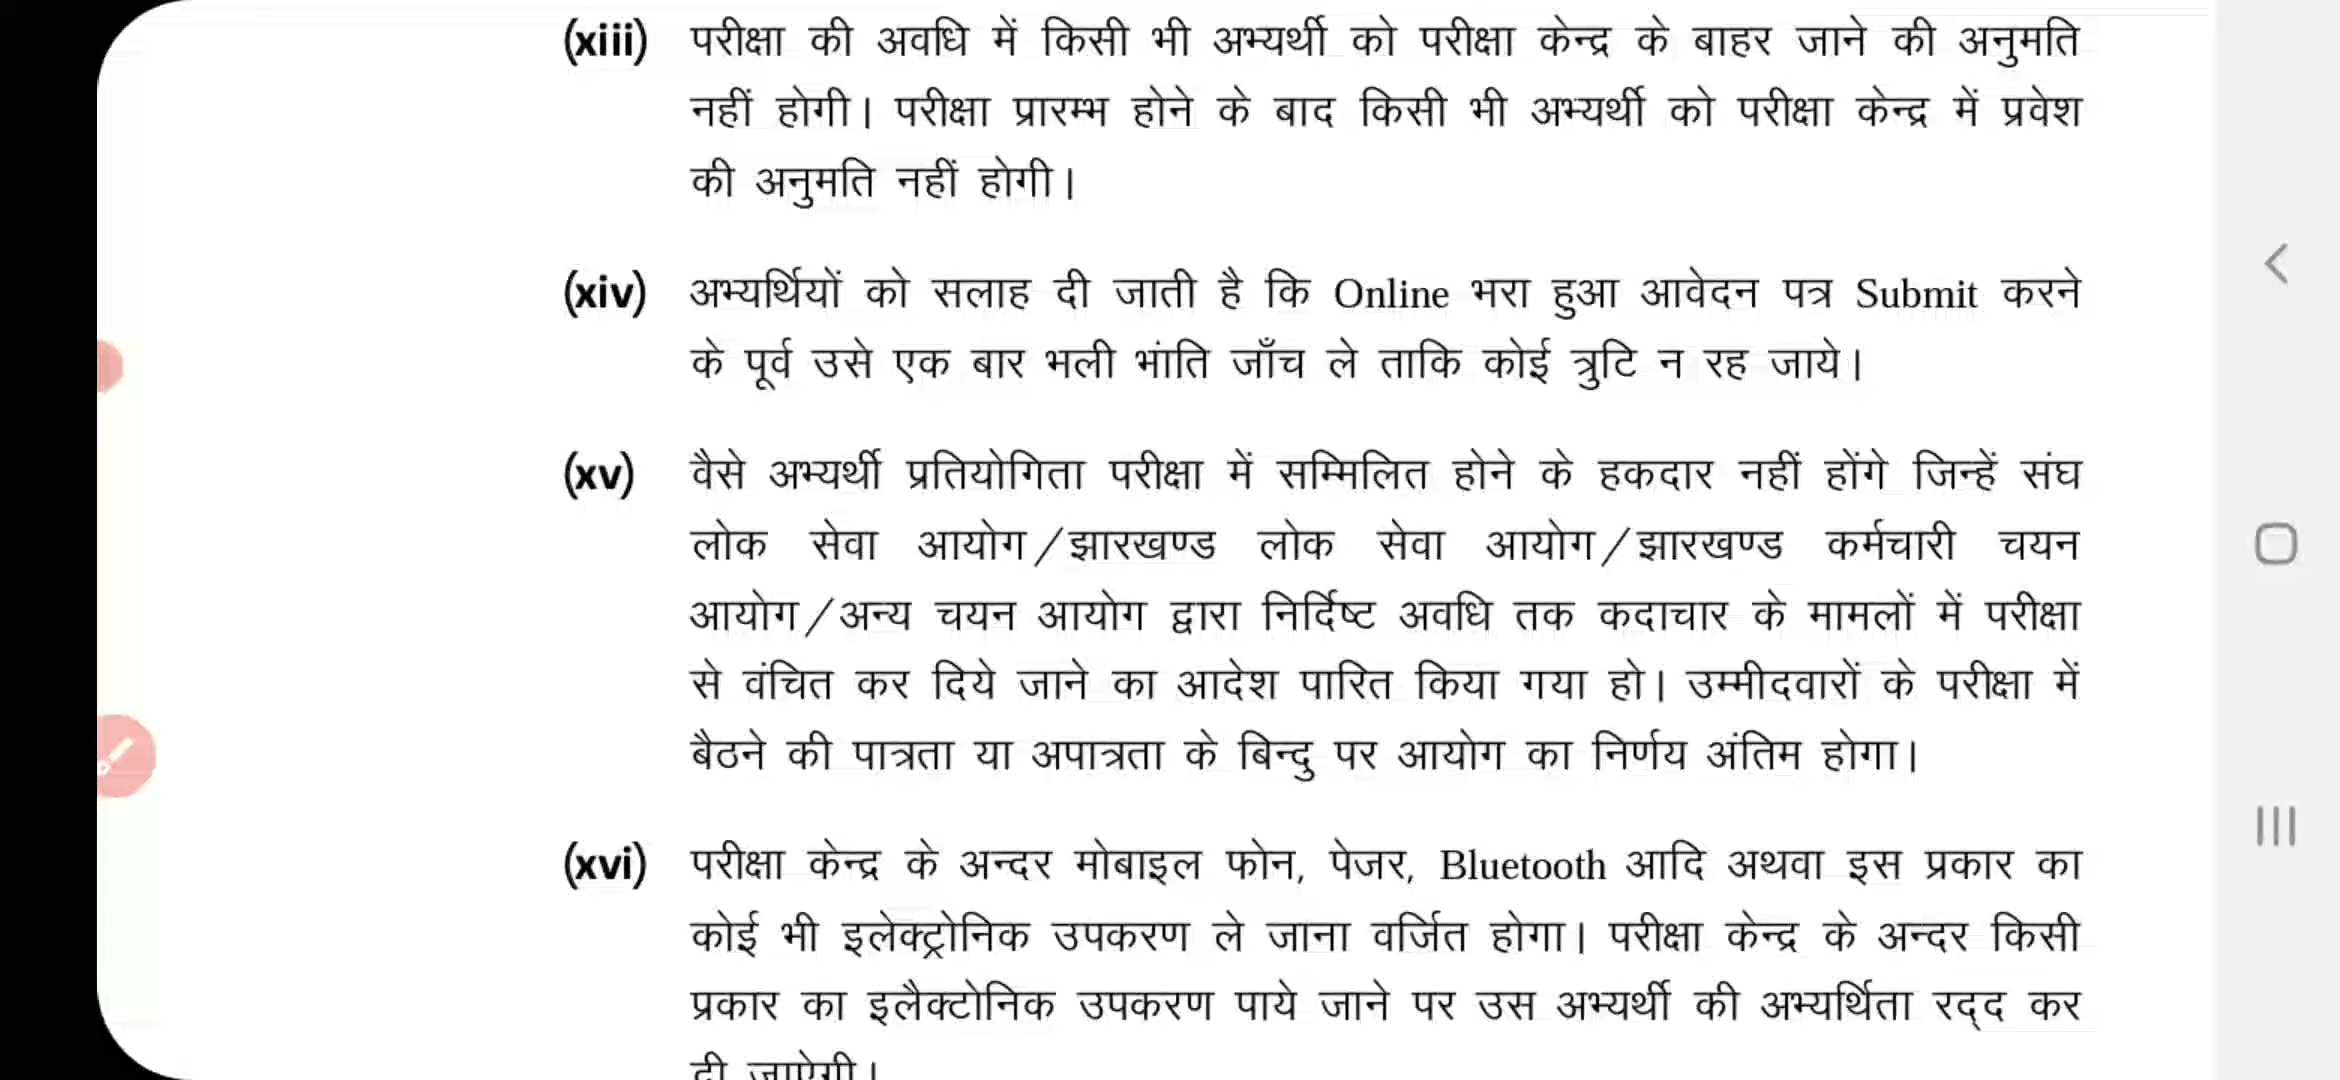 (xiii) परीक्षा की अवधि में किसी भी अभ्यर्थी को परीक्षा केन्द्र के बाहर जाने की अनुमति
नहीं होगी। परीक्षा प्रारम्भ होने के बाद किसी भी अभ्यर्थी को परीक्षा केन्द्र में प्रवेश
की अनुमति नहीं होगी।
(xiv) अभ्यर्थियों को सलाह दी जाती है कि Online भरा हुआ आवेदन पत्र Submit करने
के पूर्व उसे एक बार भली भांति जाँच ले ताकि कोई त्रुटि न रह जाये।
(xv) वैसे अभ्यर्थी प्रतियोगिता परीक्षा में सम्मिलित होने के हकदार नहीं होंगे जिन्हें संघ
लोक सेवा आयोग/झारखण्ड लोक सेवा आयोग/झारखण्ड कर्मचारी चयन
आयोग/अन्य चयन आयोग द्वारा निर्दिष्ट अवधि तक कदाचार के मामलों में परीक्षा
से वंचित कर दिये जाने का आदेश पारित किया गया हो। उम्मीदवारों के परीक्षा में
बैठने की पात्रता या अपात्रता के बिन्दु पर आयोग का निर्णय अंतिम होगा।
(xvi) परीक्षा केन्द्र के अन्दर मोबाइल फोन, पेजर, Bluetooth आदि अथवा इस प्रकार का
कोई भी इलेक्ट्रोनिक उपकरण ले जाना वर्जित होगा। परीक्षा केन्द्र के अन्दर किसी
प्रकार का इलैक्टोनिक उपकरण पाये जाने पर उस अभ्यर्थी की अभ्यर्थिता रद्द कर
दी जाएेगी।